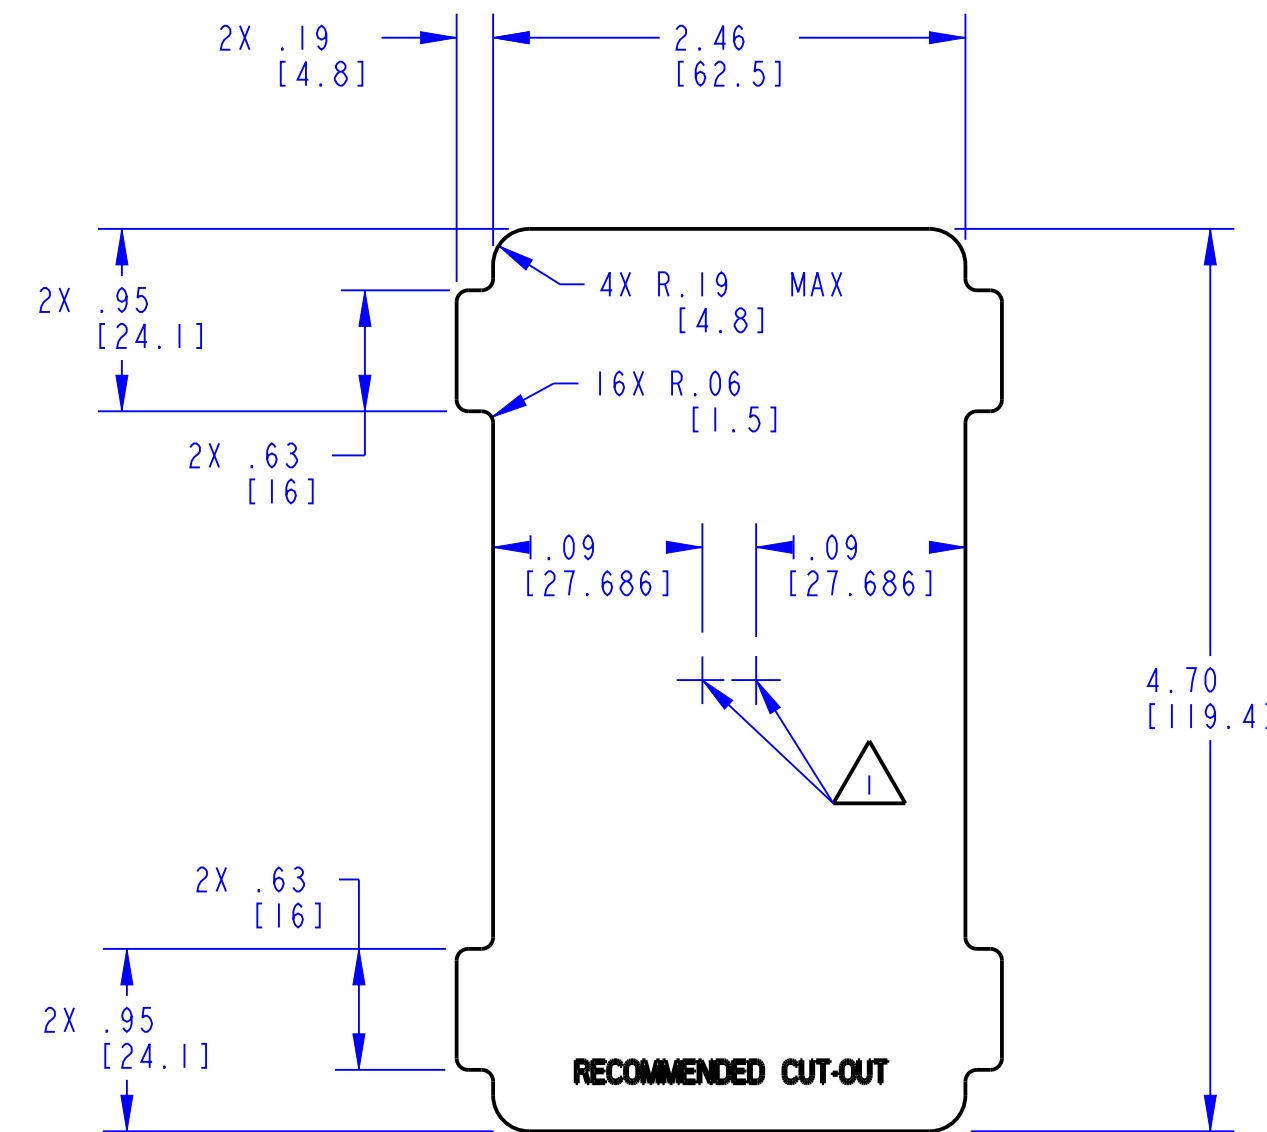 2X .19
[4.8]
2.46
[62.5]
2X .95
[24.1]
4X R.19 MAX
[4.8]
16X R.06
[1.5]
2X .63
[16]
1.09
[27.686]
1.09
[27.686]
4.70
[119.4]
1
2X .63
[16]
2X .95
[24.1]
RECOMMENDED CUT-OUT